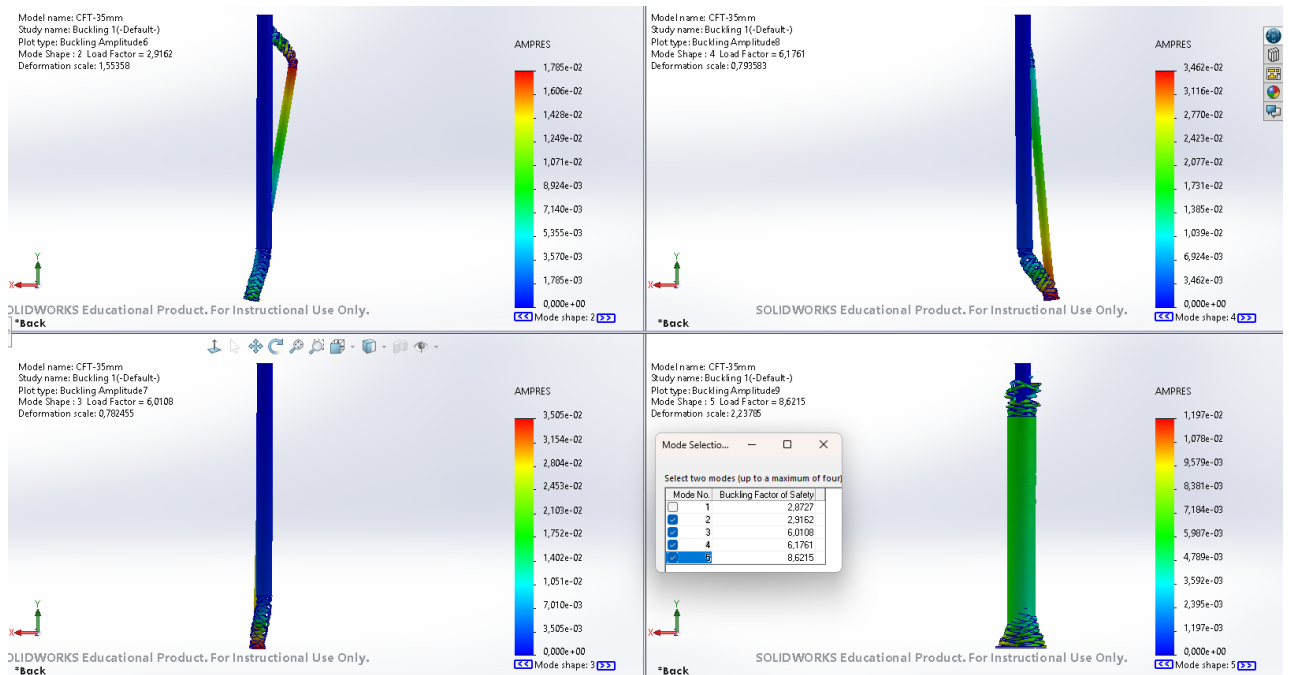 Model name: CFT-35mm
Study name: Buckling 1(-Default-)
Plot type: Buckling Amplitude6
Mode Shape : 2 Load Factor = 2,9162
Deformation scale: 1,55358
AMPRES
1,785e-02
1,606e-02
1,428e-02
1,249e-02
1,071e-02
8,924e-03
7,140e-03
5,355e-03
3,570e-03
1,785e-03
0,000e+00
Mode shape: 2
Y
X
SOLIDWORKS Educational Product. For Instructional Use Only.
*Back
Model name: CFT-35mm
Study name: Buckling 1(-Default-)
Plot type: Buckling Amplitude8
Mode Shape : 4 Load Factor = 6,1761
Deformation scale: 0,793583
AMPRES
3,462e-02
3,116e-02
2,770e-02
2,423e-02
2,077e-02
1,731e-02
1,385e-02
1,039e-02
6,924e-03
3,462e-03
0,000e+00
Mode shape: 4
Y
X
SOLIDWORKS Educational Product. For Instructional Use Only.
*Back
Model name: CFT-35mm
Study name: Buckling 1(-Default-)
Plot type: Buckling Amplitude7
Mode Shape : 3 Load Factor = 6,0108
Deformation scale: 0,782455
AMPRES
3,505e-02
3,154e-02
2,804e-02
2,453e-02
2,103e-02
1,752e-02
1,402e-02
1,051e-02
7,010e-03
3,505e-03
0,000e+00
Mode shape: 3
Y
X
SOLIDWORKS Educational Product. For Instructional Use Only.
*Back
Model name: CFT-35mm
Study name: Buckling 1(-Default-)
Plot type: Buckling Amplitude9
Mode Shape : 5 Load Factor = 8,6215
Deformation scale: 2,23785
AMPRES
1,197e-02
1,078e-02
9,579e-03
8,381e-03
7,184e-03
5,987e-03
4,789e-03
3,592e-03
2,395e-03
1,197e-03
0,000e+00
Mode shape: 5
Mode Selectio...
Select two modes (up to a maximum of four)
Mode No. Buckling Factor of Safety
1 2,8727
2 2,9162
3 6,0108
4 6,1761
5 8,6215
Y
X
SOLIDWORKS Educational Product. For Instructional Use Only.
*Back